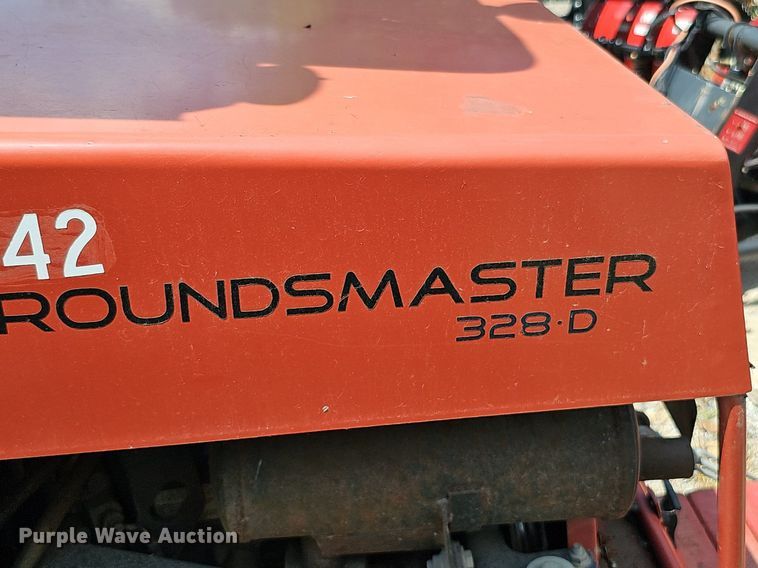 42
ROUNDSMASTER
328·D
Purple Wave Auction